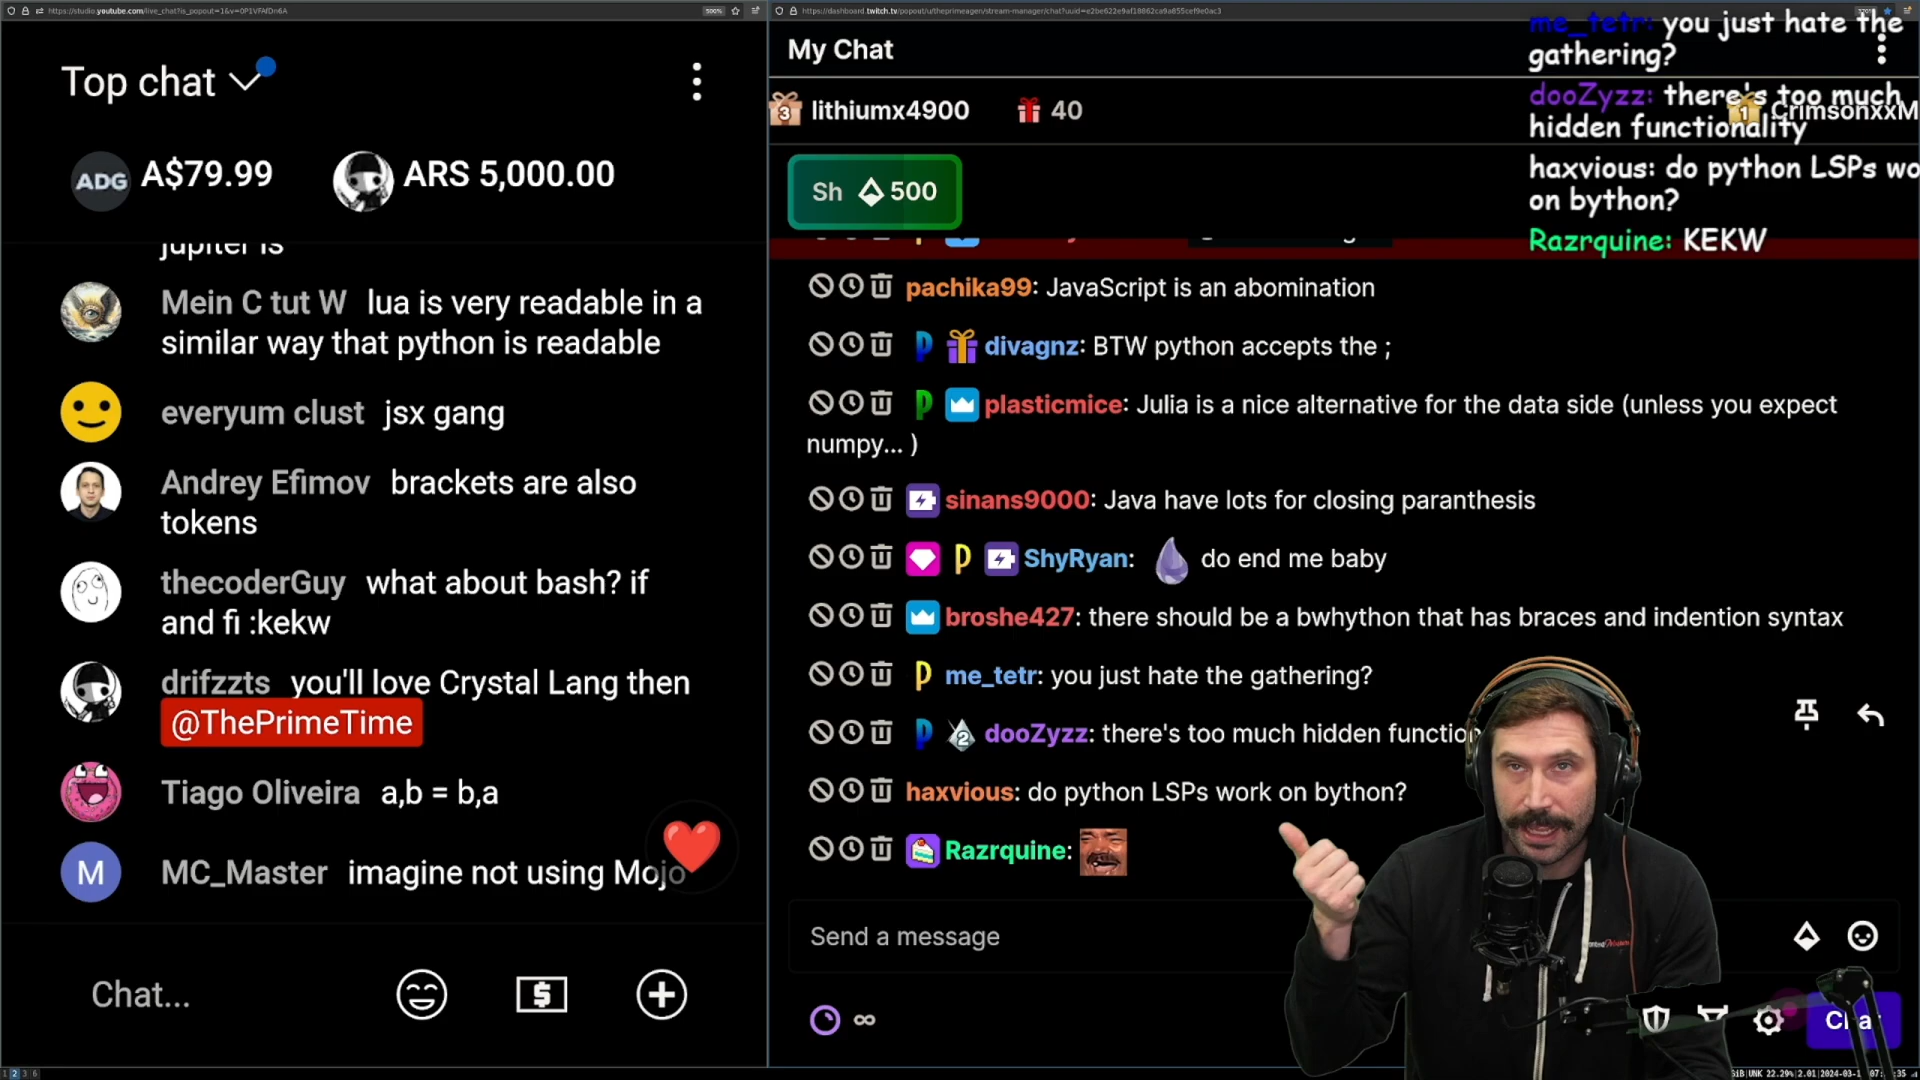 https://studio.youtube.com/live_chat?is_popout=1&v=0P1VFAfDn6A
500%
https://dashboard.twitch.tv/popout/u/theprimeagen/stream-manager/chat?uuid=e2be622e9af18862ca9a855cef9e0ac3
Top chat
ADG A$79.99
ARS 5,000.00
jupiter is
Mein C tut W lua is very readable in a
similar way that python is readable
everyum clust jsx gang
Andrey Efimov brackets are also
tokens
thecoderGuy what about bash? if
and fi :kekw
drifzzts you'll love Crystal Lang then
@ThePrimeTime
Tiago Oliveira a,b = b,a
M MC_Master imagine not using Mojo
Chat...
My Chat
3 lithiumx4900 40
1 CrimsonxxM
Sh 500
pachika99: JavaScript is an abomination
divagnz: BTW python accepts the ;
plasticmice: Julia is a nice alternative for the data side (unless you expect
numpy... )
sinans9000: Java have lots for closing paranthesis
ShyRyan: do end me baby
broshe427: there should be a bwhython that has braces and indention syntax
me_tetr: you just hate the gathering?
dooZyzz: there's too much hidden functio
haxvious: do python LSPs work on bython?
Razrquine:
Send a message
Chat
me_tetr: you just hate the
gathering?
dooZyzz: there's too much
hidden functionality
haxvious: do python LSPs wo
on bython?
Razrquine: KEKW
1 2 3 6